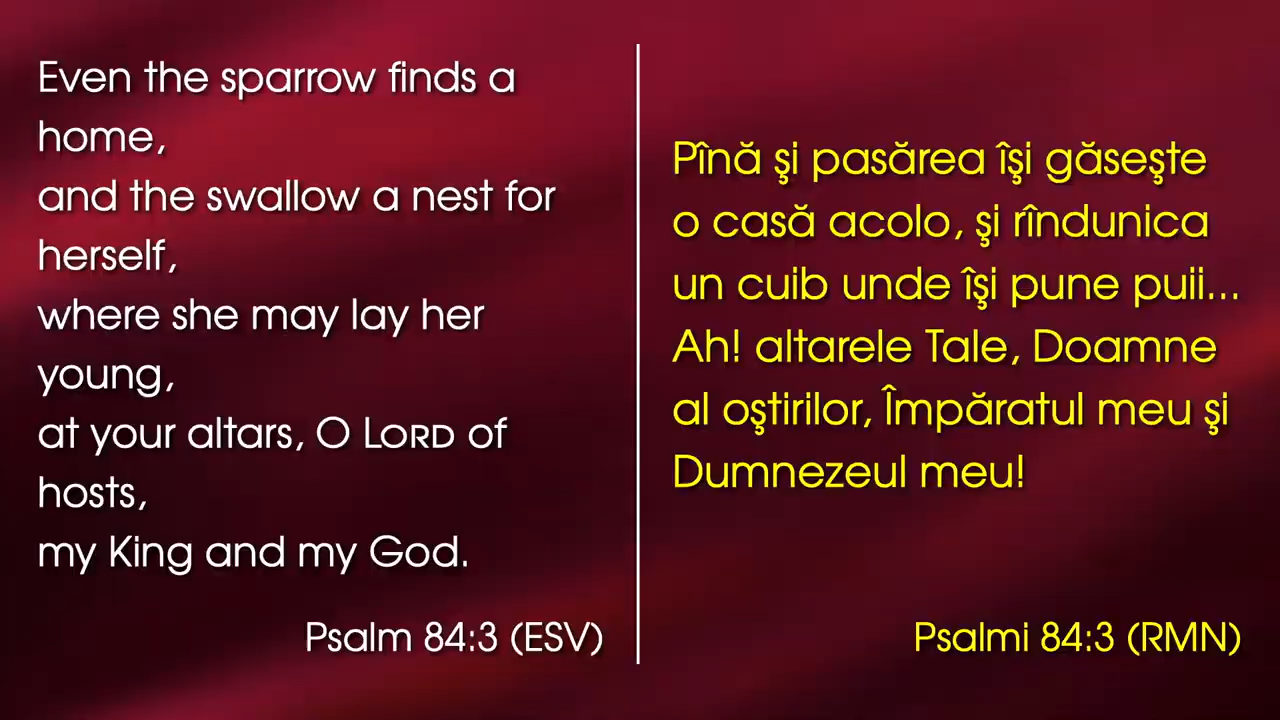 Even the sparrow finds a
home,
and the swallow a nest for
herself,
where she may lay her
young,
at your altars, O LORD of
hosts,
my King and my God.
Psalm 84:3 (ESV)
Pînă şi pasărea îşi găseşte
o casă acolo, şi rîndunica
un cuib unde îşi pune puii...
Ah! altarele Tale, Doamne
al oştirilor, Împăratul meu şi
Dumnezeul meu!
Psalmi 84:3 (RMN)